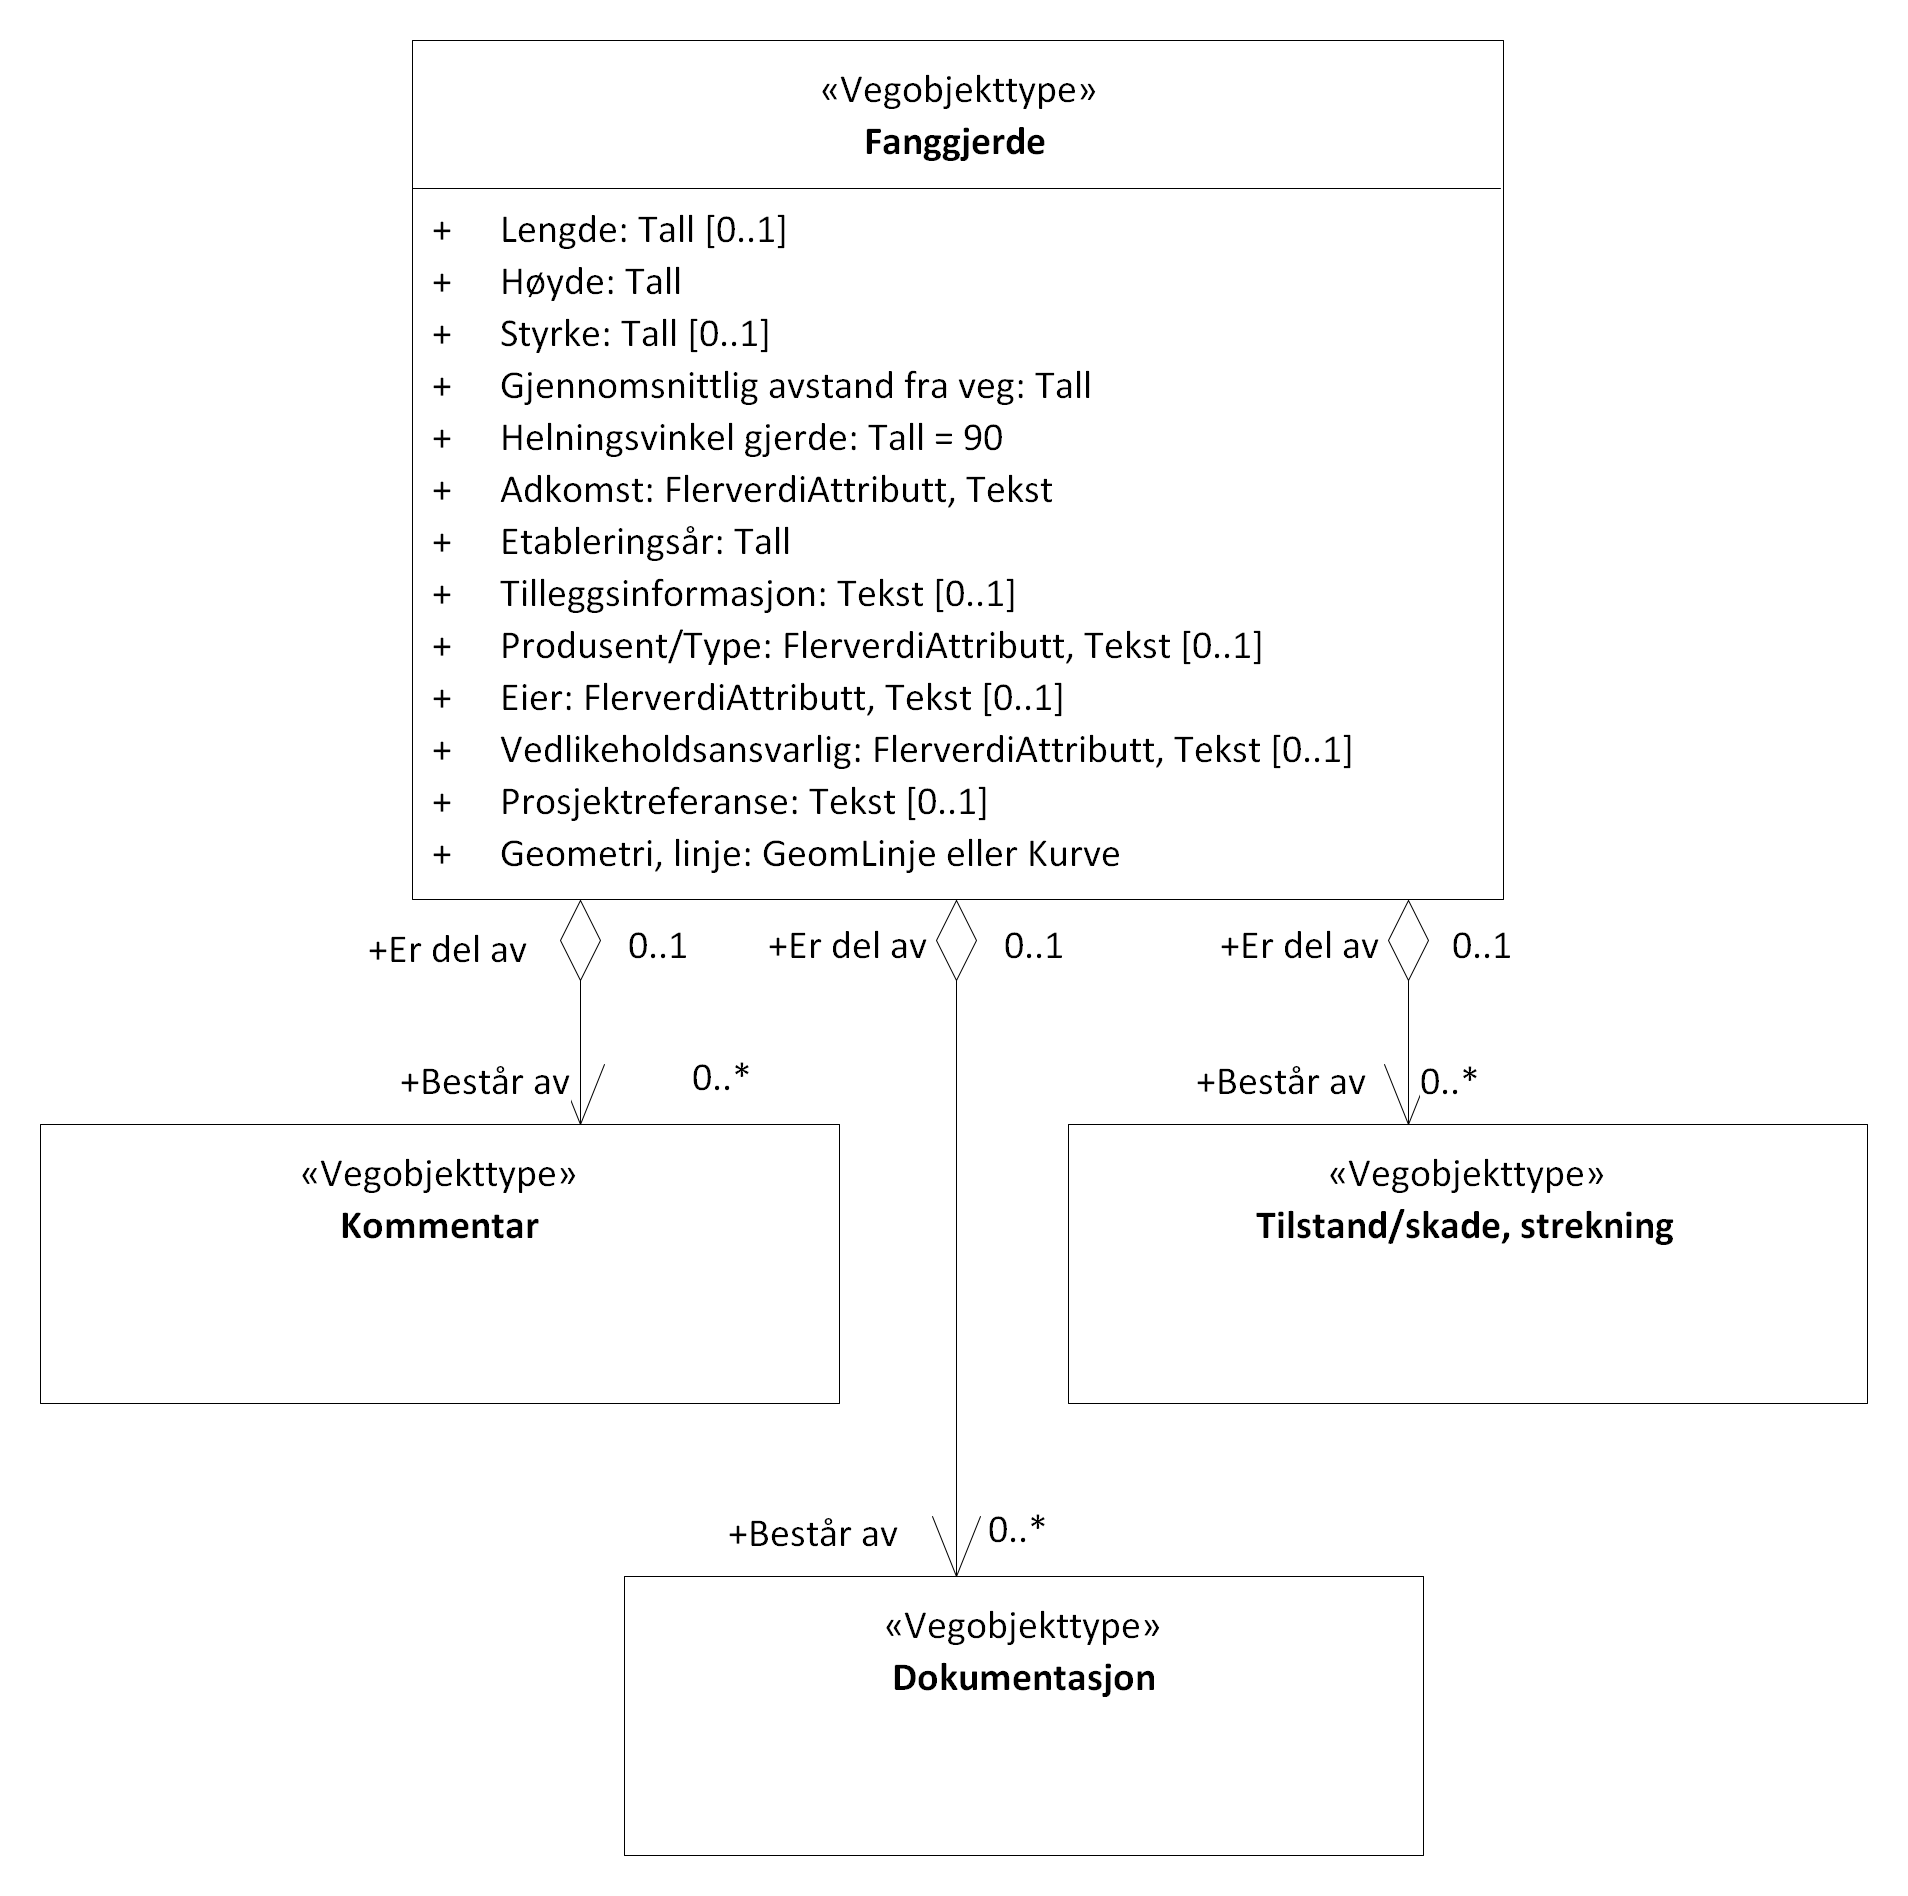 «Vegobjekttype»
Fanggjerde
+ Lengde: Tall [0..1]
+ Høyde: Tall
+ Styrke: Tall [0..1]
+ Gjennomsnittlig avstand fra veg: Tall
+ Helningsvinkel gjerde: Tall = 90
+ Adkomst: FlerverdiAttributt, Tekst
+ Etableringsår: Tall
+ Tilleggsinformasjon: Tekst [0..1]
+ Produsent/Type: FlerverdiAttributt, Tekst [0..1]
+ Eier: FlerverdiAttributt, Tekst [0..1]
+ Vedlikeholdsansvarlig: FlerverdiAttributt, Tekst [0..1]
+ Prosjektreferanse: Tekst [0..1]
+ Geometri, linje: GeomLinje eller Kurve
+Er del av 0..1 +Er del av 0..1 +Er del av 0..1
+Består av 0..* +Består av 0..*
«Vegobjekttype»
Kommentar
«Vegobjekttype»
Tilstand/skade, strekning
+Består av 0..*
«Vegobjekttype»
Dokumentasjon